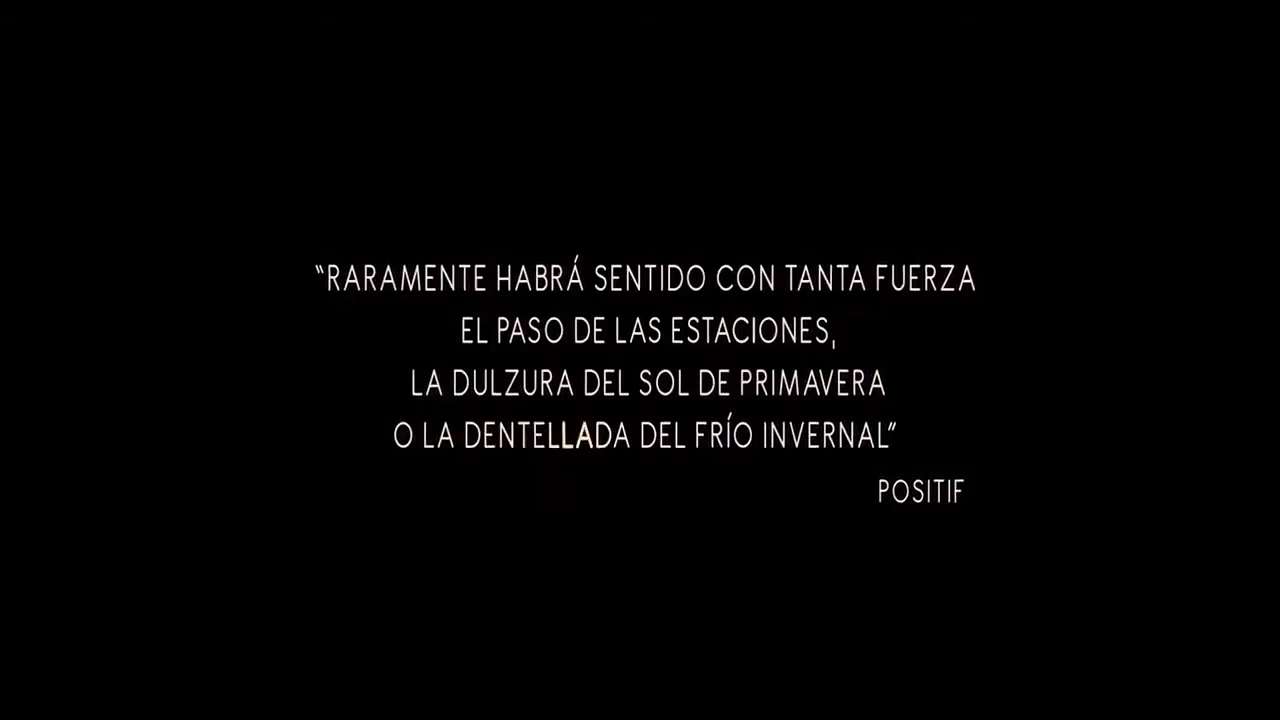 “RARAMENTE HABRÁ SENTIDO CON TANTA FUERZA
EL PASO DE LAS ESTACIONES,
LA DULZURA DEL SOL DE PRIMAVERA
O LA DENTELLADA DEL FRÍO INVERNAL”
POSITIF